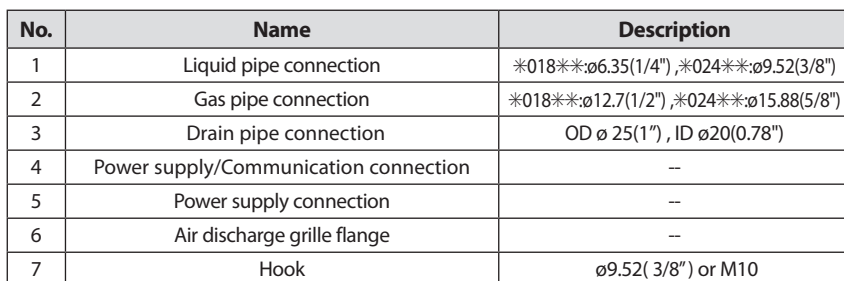 No. Name Description
1 Liquid pipe connection ✳018✳✳:ø6.35(1/4") ,✳024✳✳:ø9.52(3/8")
2 Gas pipe connection ✳018✳✳:ø12.7(1/2") ,✳024✳✳:ø15.88(5/8")
3 Drain pipe connection OD ø 25(1”) , ID ø20(0.78")
4 Power supply/Communication connection --
5 Power supply connection --
6 Air discharge grille flange --
7 Hook ø9.52( 3/8”) or M10